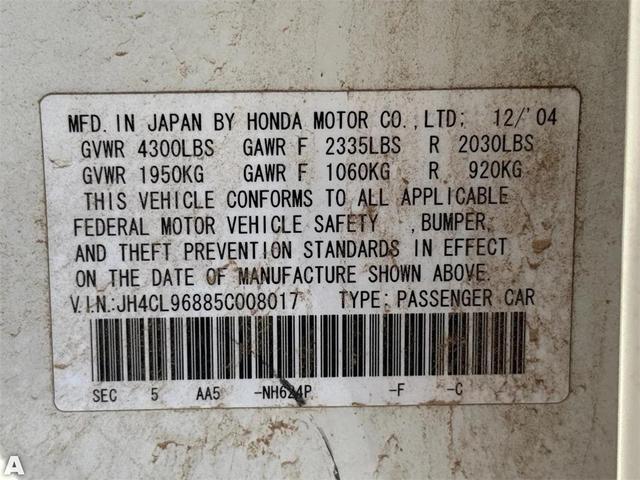 MFD. IN JAPAN BY HONDA MOTOR CO., LTD: 12/'04
GVWR 4300LBS GAWR F 2335LBS R 2030LBS
GVWR 1950KG GAWR F 1060KG R 920KG
THIS VEHICLE CONFORMS TO ALL APPLICABLE
FEDERAL MOTOR VEHICLE SAFETY , BUMPER,
AND THEFT PREVENTION STANDARDS IN EFFECT
ON THE DATE OF MANUFACTURE SHOWN ABOVE.
V.I.N.:JH4CL96885C008017 TYPE: PASSENGER CAR
SEC 5 AA5 -NH624P -F -C
A